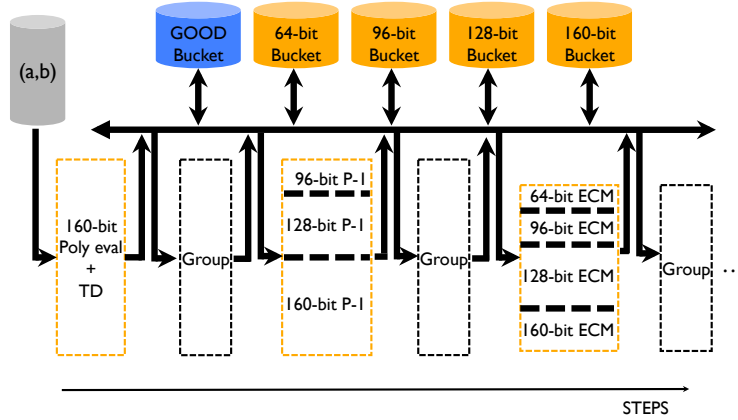 (a,b)
GOOD
Bucket
64-bit
Bucket
96-bit
Bucket
128-bit
Bucket
160-bit
Bucket
160-bit
Poly eval
+
TD
Group
96-bit P-1
128-bit P-1
160-bit P-1
Group
64-bit ECM
96-bit ECM
128-bit ECM
160-bit ECM
Group
...
STEPS